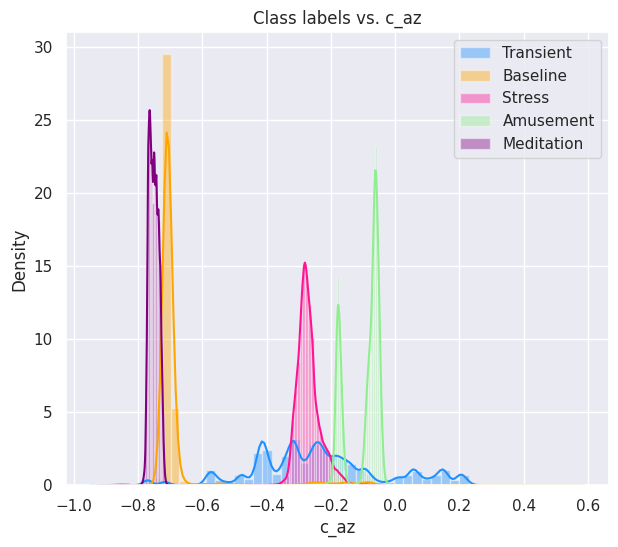 Class labels vs. c_az
Transient
Baseline
Stress
Amusement
Meditation
Density
30
25
20
15
10
5
0
−1.0 −0.8 −0.6 −0.4 −0.2 0.0 0.2 0.4 0.6
c_az